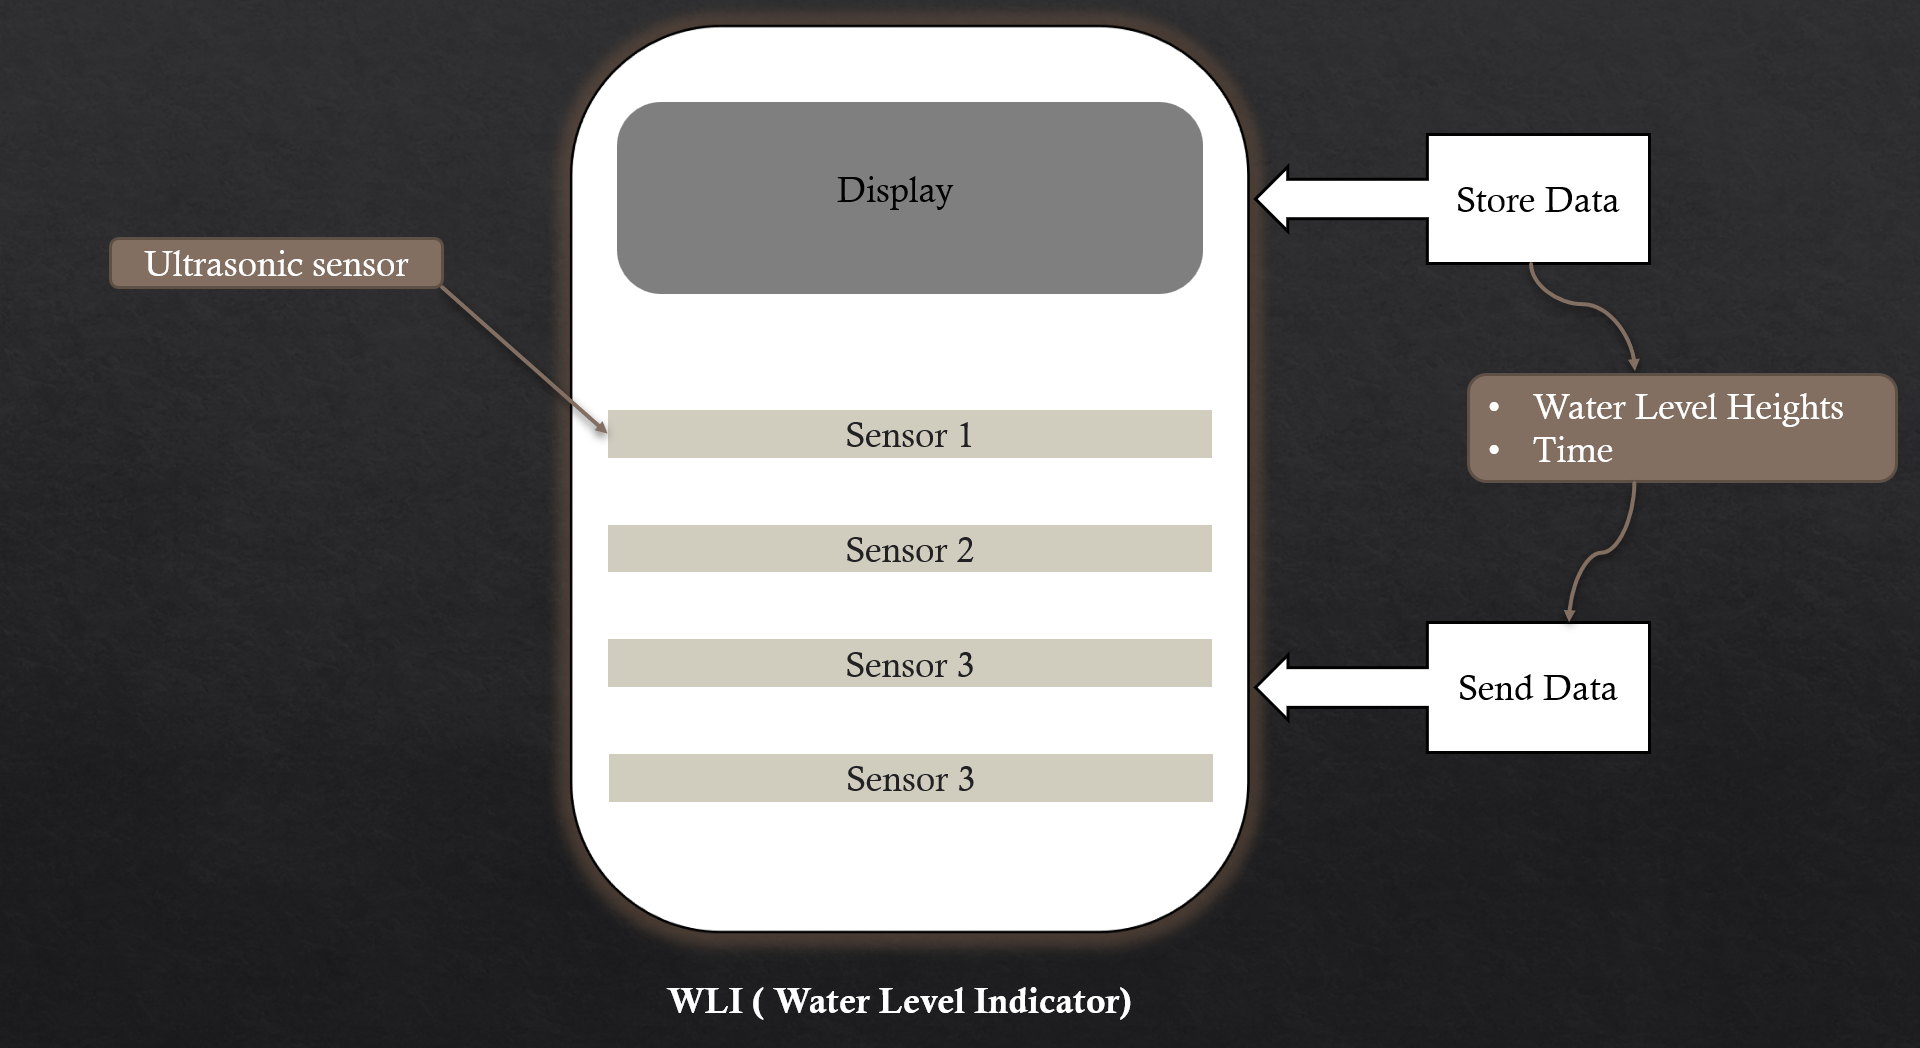 Display
Store Data
Ultrasonic sensor
• Water Level Heights
• Time
Sensor 1
Sensor 2
Sensor 3
Send Data
Sensor 3
WLI ( Water Level Indicator)